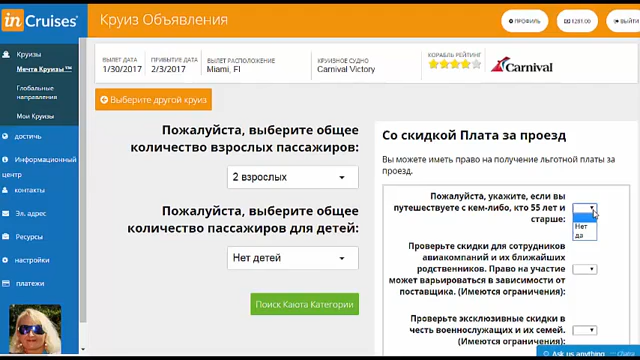 in Cruises®
Круиз Объявления
ПРОФИЛЬ
$281.00
ВЫЙТИ
Круизы
Мечта Круизы™
Глобальные
направления
Мои Круизы
достичь
Информационный
центр
контакты
Эл. адрес
Ресурсы
настройки
платежи
ВЫЛЕТ ДАТА
1/30/2017
ПРИБЫТИЕ ДАТА
2/3/2017
ВЫЛЕТ РАСПОЛОЖЕНИЕ
Miami, Fl
КРУИЗНОЕ СУДНО
Carnival Victory
КОРАБЛЬ РЕЙТИНГ
Carnival
Выберите другой круиз
Пожалуйста, выберите общее
количество взрослых пассажиров:
2 взрослых
Пожалуйста, выберите общее
количество пассажиров для детей:
Нет детей
Поиск Каюта Категории
Со скидкой Плата за проезд
Вы можете иметь право на получение льготной платы за
проезд.
Пожалуйста, укажите, если вы
путешествуете с кем-либо, кто 55 лет и
старше:
Нет
да
Проверьте скидки для сотрудников
авиакомпаний и их ближайших
родственников. Право на участие
может варьироваться в зависимости от
поставщика. (Имеются ограничения):
Проверьте эксклюзивные скидки в
честь военнослужащих и их семей.
(Имеются ограничения):
Ask us anything